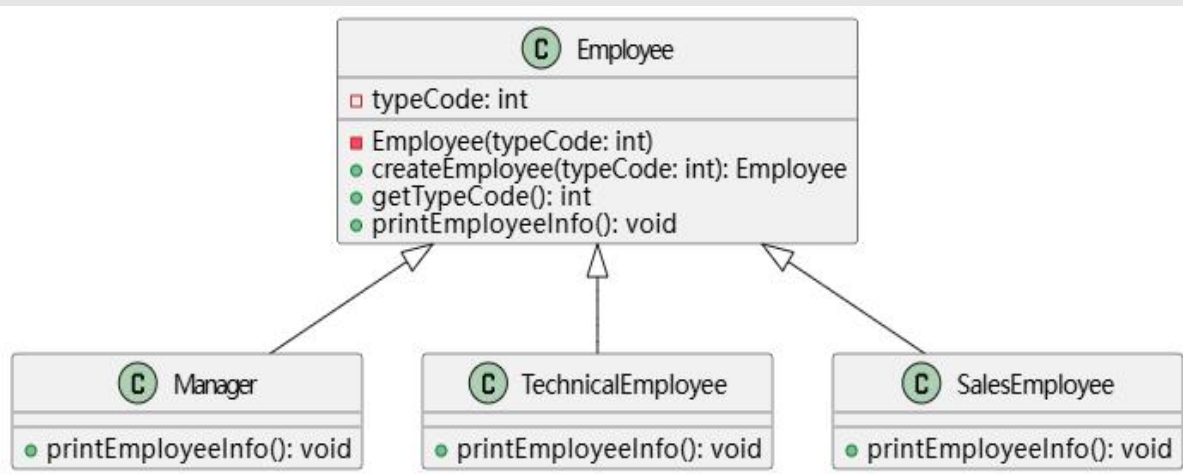 C Employee
typeCode: int
Employee(typeCode: int)
createEmployee(typeCode: int): Employee
getTypeCode(): int
printEmployeeInfo(): void
C Manager
printEmployeeInfo(): void
C TechnicalEmployee
printEmployeeInfo(): void
C SalesEmployee
printEmployeeInfo(): void